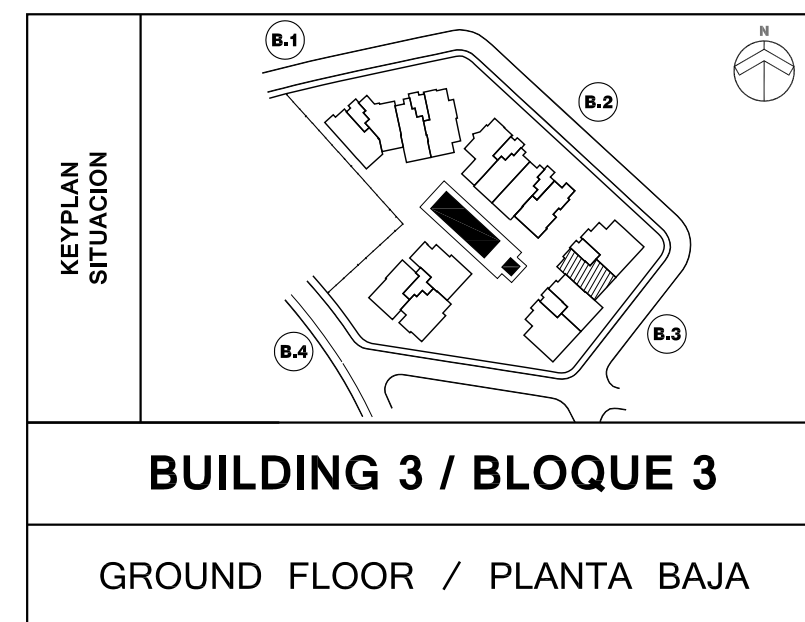 B.1
N
B.2
KEYPLAN
SITUACION
B.3
B.4
BUILDING 3 / BLOQUE 3
GROUND FLOOR / PLANTA BAJA